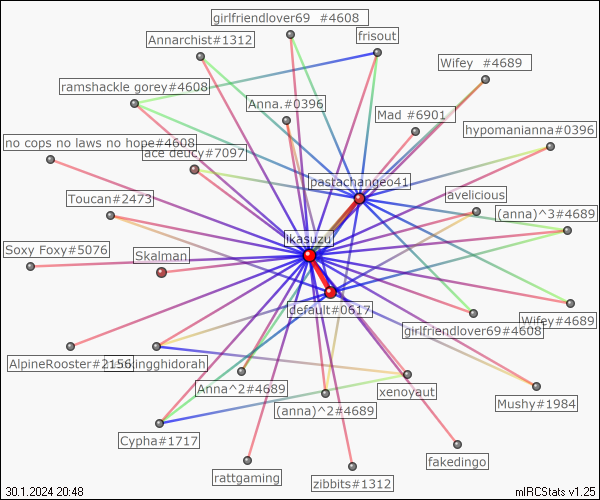 girlfriendlover69 #4608
Annarchist#1312
frisout
Wifey #4689
ramshackle gorey#4608
Anna.#0396
Mad #6901
hypomanianna#0396
no cops no laws no hope#4608
ace deucy#7097
pastachangeo41
avelicious
Toucan#2473
(anna)^3#4689
ikasuzu
Soxy Foxy#5076
Skalman
default#0617
Wifey#4689
girlfriendlover69#4608
AlpineRooster#2156
Anna^2#4689
xenoyaut
(anna)^2#4689
Mushy#1984
Cypha#1717
fakedingo
rattgaming
zibbits#1312
30.1.2024 20:48
mIRCStats v1.25